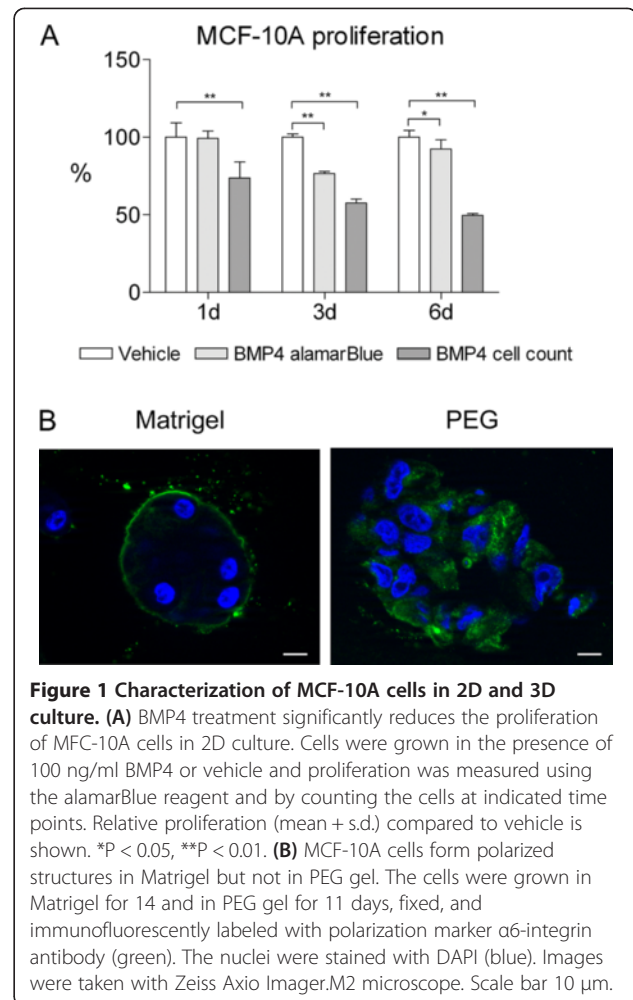 A
MCF-10A proliferation
150
100
%
50
0
**
**
**
**
*
1d
3d
6d
Vehicle
BMP4 alamarBlue
BMP4 cell count
B
Matrigel
PEG
Figure 1 Characterization of MCF-10A cells in 2D and 3D
culture. (A) BMP4 treatment significantly reduces the proliferation
of MFC-10A cells in 2D culture. Cells were grown in the presence of
100 ng/ml BMP4 or vehicle and proliferation was measured using
the alamarBlue reagent and by counting the cells at indicated time
points. Relative proliferation (mean + s.d.) compared to vehicle is
shown. *P < 0.05, **P < 0.01. (B) MCF-10A cells form polarized
structures in Matrigel but not in PEG gel. The cells were grown in
Matrigel for 14 and in PEG gel for 11 days, fixed, and
immunofluorescently labeled with polarization marker α6-integrin
antibody (green). The nuclei were stained with DAPI (blue). Images
were taken with Zeiss Axio Imager.M2 microscope. Scale bar 10 μm.